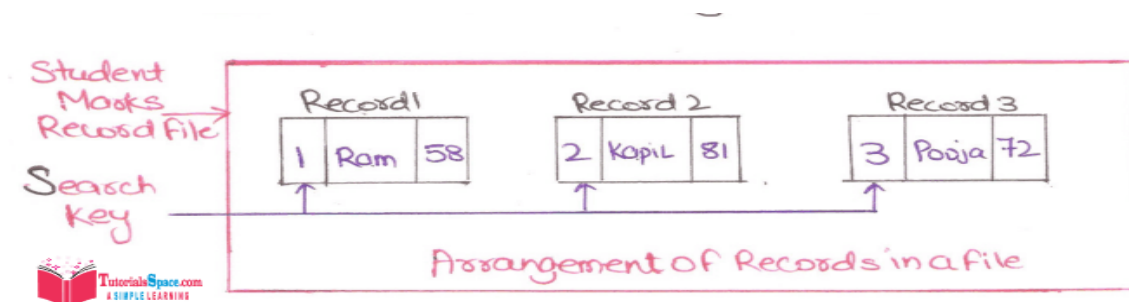 Student
Marks
Record File
Record1
1 Ram 58
Record 2
2 Kapil 81
Record 3
3 Pooja 72
Search
Key
Arrangement of Records in a file
TutorialsSpace.com
A SIMPLE LEARNING